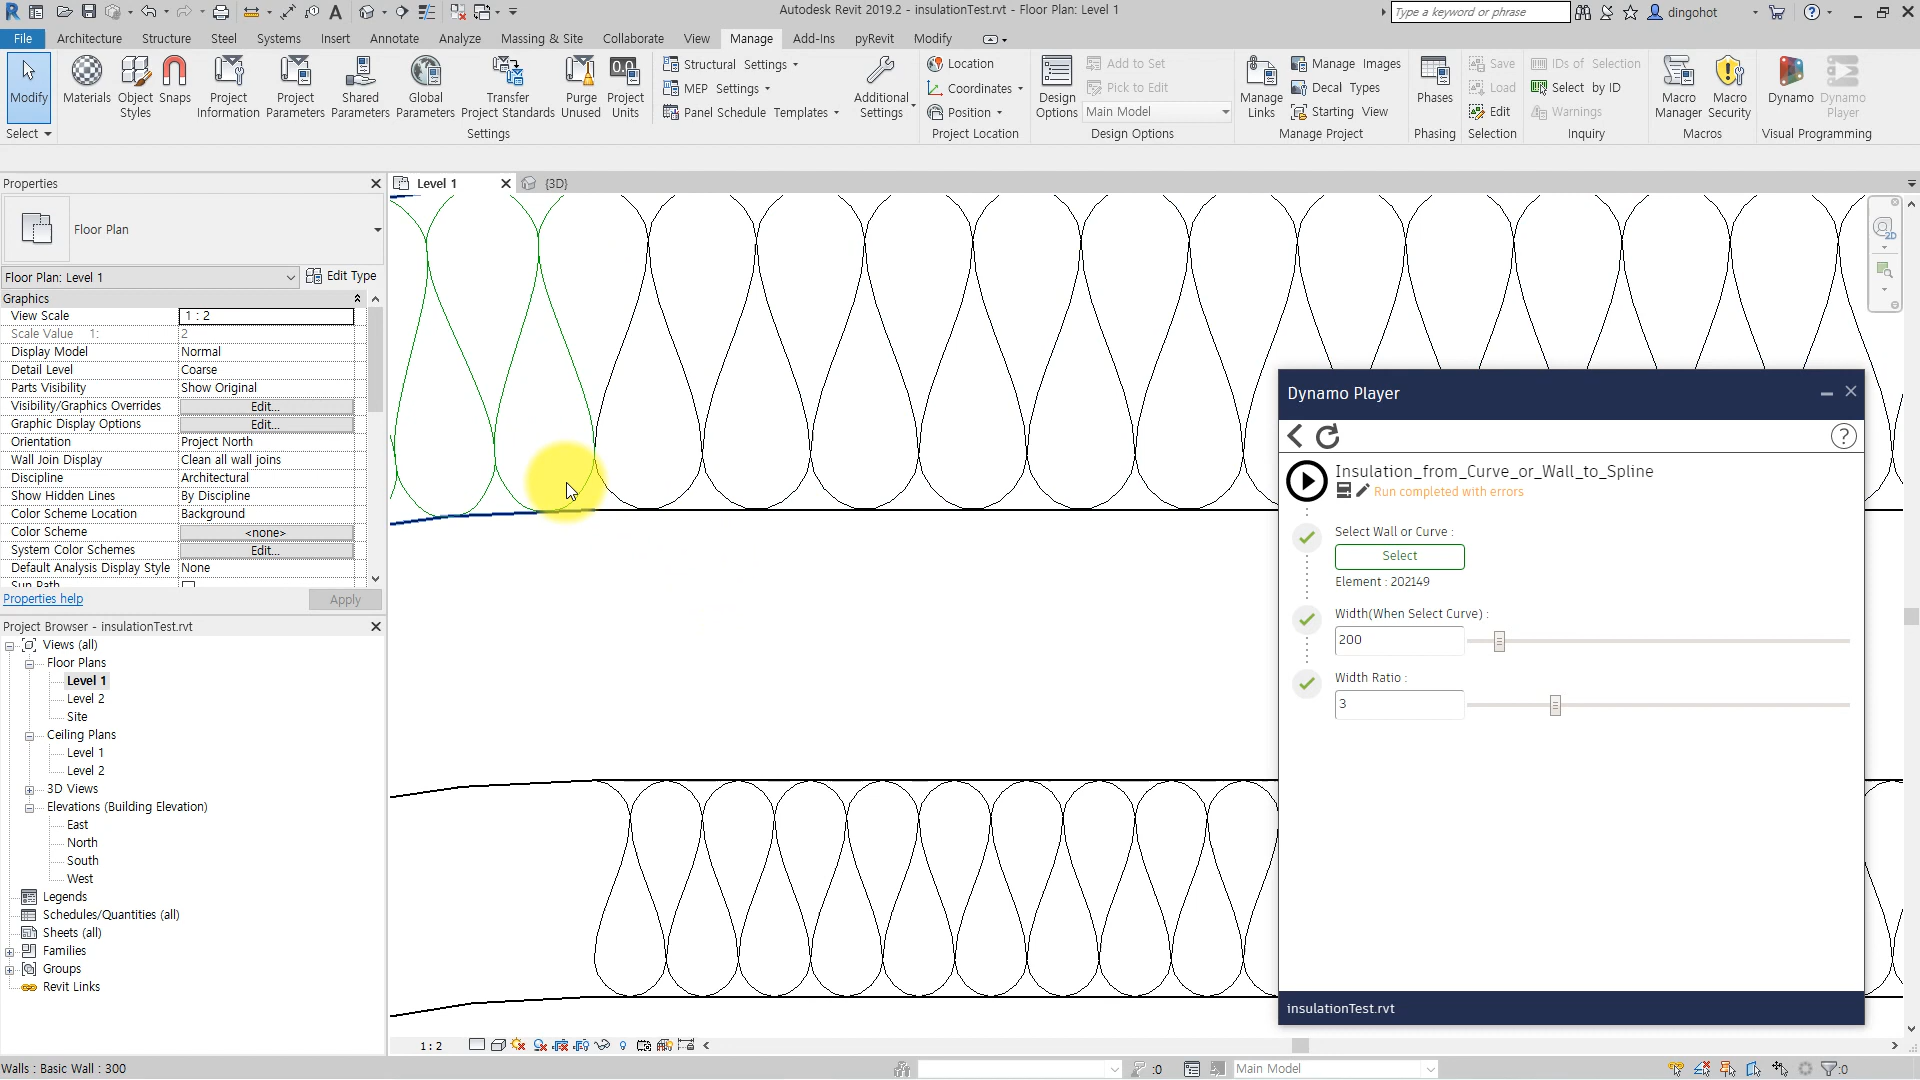 Autodesk Revit 2019.2 - insulationTest.rvt - Floor Plan: Level 1
Type a keyword or phrase
dingohot
File
Architecture
Structure
Steel
Systems
Insert
Annotate
Analyze
Massing & Site
Collaborate
View
Manage
Add-Ins
pyRevit
Modify
Modify
Select
Materials
Object Styles
Snaps
Project Information
Project Parameters
Shared Parameters
Global Parameters
Transfer Project Standards
Purge Unused
Project Units
Structural Settings
MEP Settings
Panel Schedule Templates
Additional Settings
Settings
Location
Coordinates
Position
Project Location
Design Options
Add to Set
Pick to Edit
Main Model
Design Options
Manage Links
Manage Images
Decal Types
Starting View
Manage Project
Phases
Phasing
Save
Load
Edit
Selection
IDs of Selection
Select by ID
Warnings
Inquiry
Macro Manager
Macro Security
Macros
Dynamo
Dynamo Player
Visual Programming
Properties
Floor Plan
Floor Plan: Level 1
Edit Type
Graphics
View Scale 1 : 2
Scale Value 1: 2
Display Model Normal
Detail Level Coarse
Parts Visibility Show Original
Visibility/Graphics Overrides Edit...
Graphic Display Options Edit...
Orientation Project North
Wall Join Display Clean all wall joins
Discipline Architectural
Show Hidden Lines By Discipline
Color Scheme Location Background
Color Scheme <none>
System Color Schemes Edit...
Default Analysis Display Style None
Sun Path
Properties help
Apply
Project Browser - insulationTest.rvt
Views (all)
Floor Plans
Level 1
Level 2
Site
Ceiling Plans
Level 1
Level 2
3D Views
Elevations (Building Elevation)
East
North
South
West
Legends
Schedules/Quantities (all)
Sheets (all)
Families
Groups
Revit Links
Level 1
{3D}
2D
Dynamo Player
Insulation_from_Curve_or_Wall_to_Spline
Run completed with errors
Select Wall or Curve :
Select
Element : 202149
Width(When Select Curve) :
200
Width Ratio :
3
insulationTest.rvt
1 : 2
Walls : Basic Wall : 300
:0
Main Model
:0